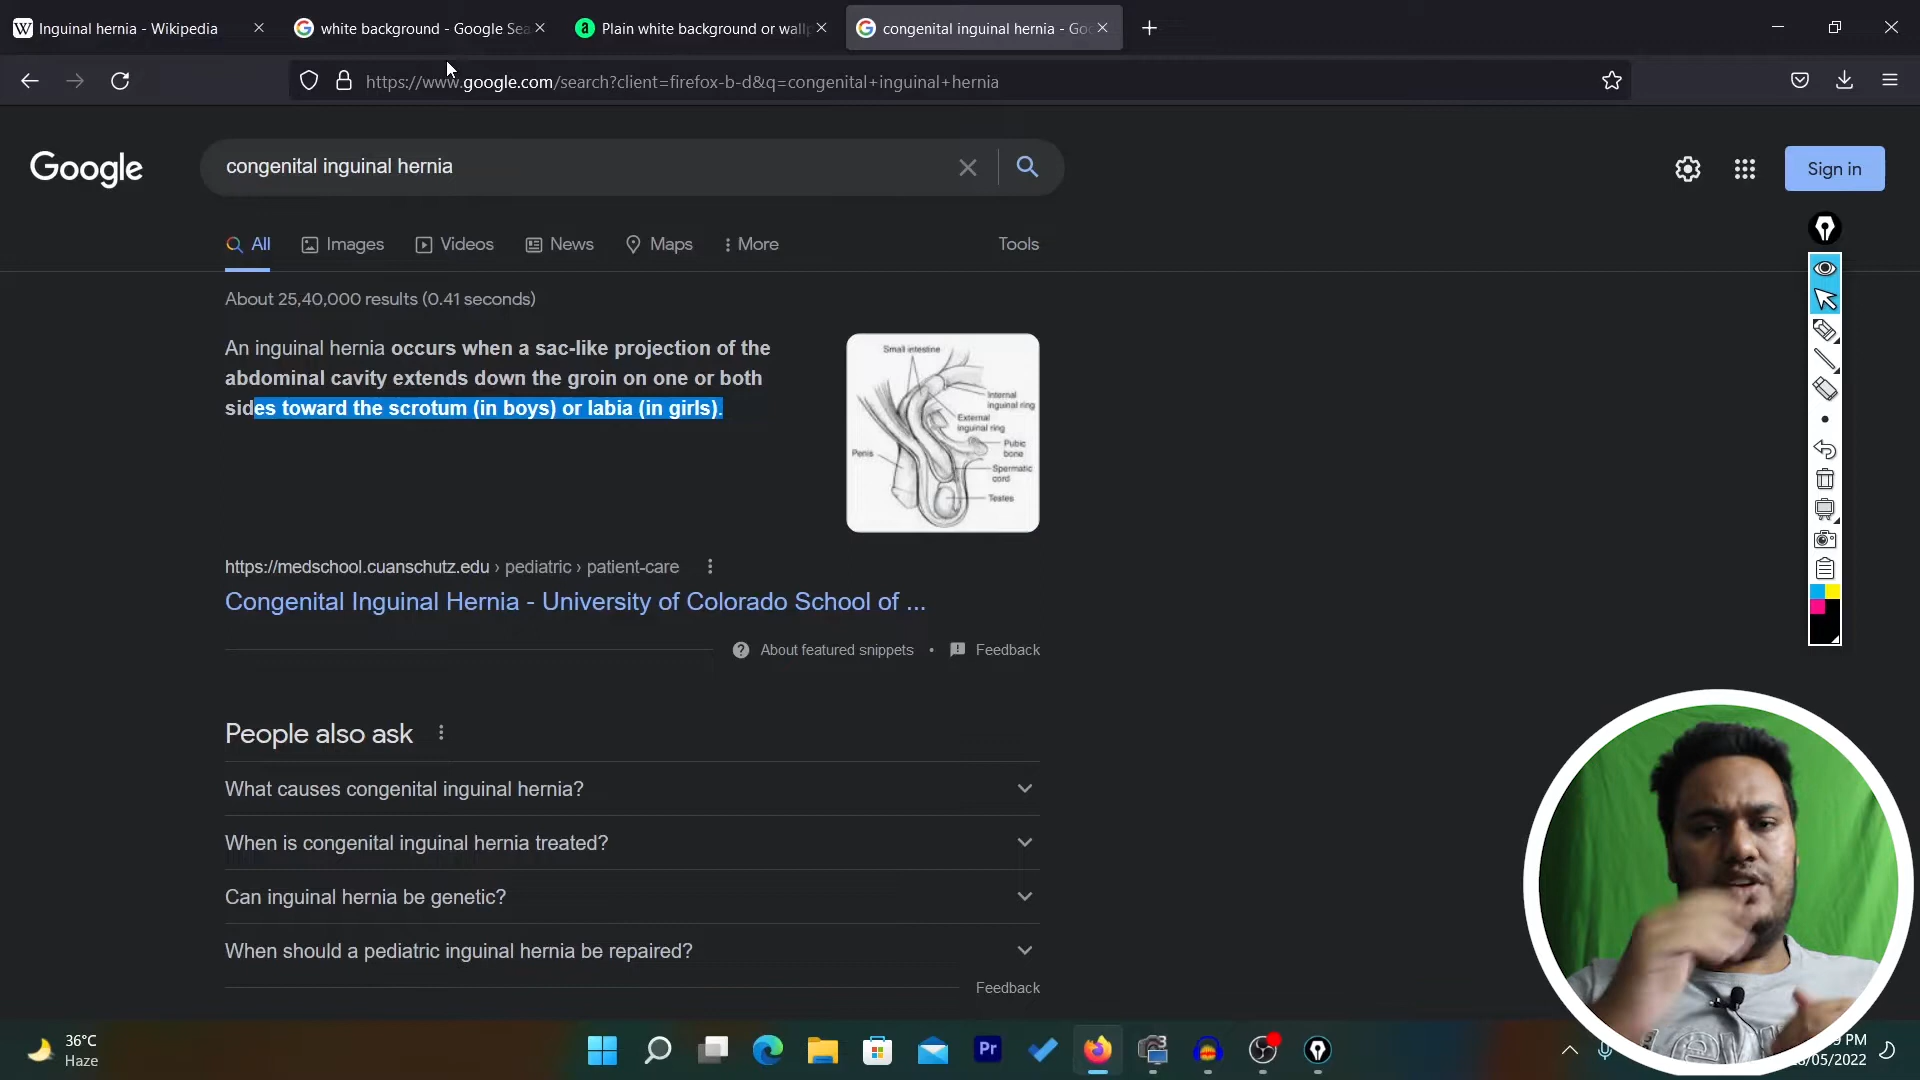 Inguinal hernia - Wikipedia
white background - Google Sea
Plain white background or wallp
congenital inguinal hernia - Goo
https://www.google.com/search?client=firefox-b-d&q=congenital+inguinal+hernia
Google
congenital inguinal hernia
Sign in
All
Images
Videos
News
Maps
More
Tools
About 25,40,000 results (0.41 seconds)
An inguinal hernia occurs when a sac-like projection of the
abdominal cavity extends down the groin on one or both
sides toward the scrotum (in boys) or labia (in girls).
Small intestine
Internal
inguinal ring
External
inguinal ring
Pubic
bone
Penis
Spermatic
cord
Testes
https://medschool.cuanschutz.edu › pediatric › patient-care
Congenital Inguinal Hernia - University of Colorado School of ...
About featured snippets
•
Feedback
People also ask
What causes congenital inguinal hernia?
When is congenital inguinal hernia treated?
Can inguinal hernia be genetic?
When should a pediatric inguinal hernia be repaired?
Feedback
36°C
Haze
Pr
PM
/05/2022